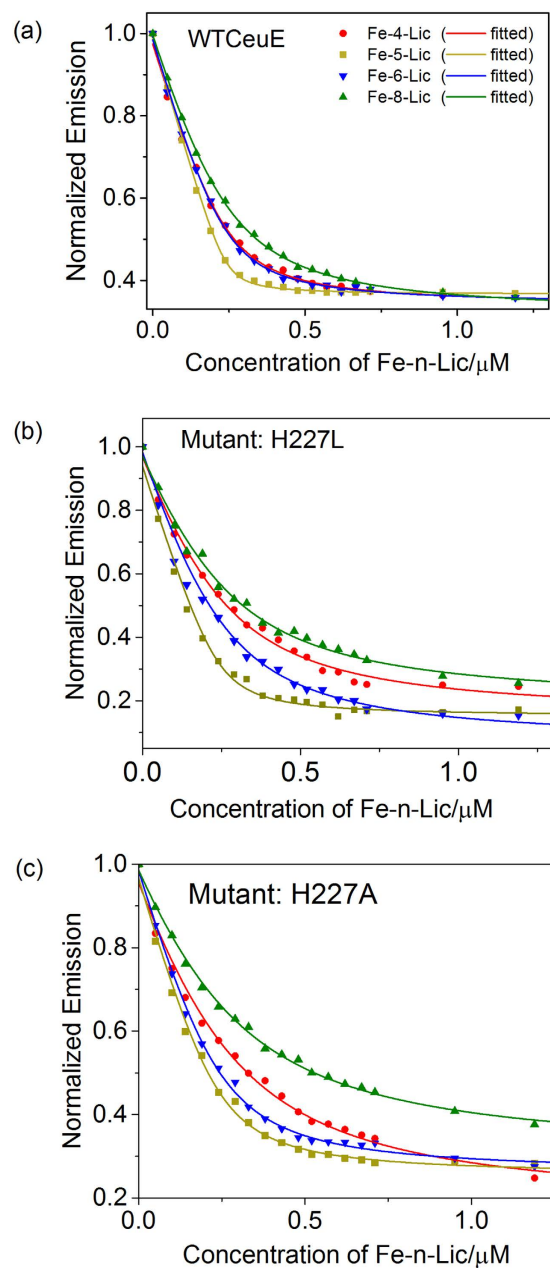 (a)
WTCeuE
Fe-4-Lic (— fitted)
Fe-5-Lic (— fitted)
Fe-6-Lic (— fitted)
Fe-8-Lic (— fitted)
Normalized Emission
1.0
0.8
0.6
0.4
0.0 0.5 1.0
Concentration of Fe-n-Lic/μM
(b)
Mutant: H227L
Normalized Emission
1.0
0.8
0.6
0.4
0.2
0.0 0.5 1.0
Concentration of Fe-n-Lic/μM
(c)
Mutant: H227A
Normalized Emission
1.0
0.8
0.6
0.4
0.2
0.0 0.5 1.0
Concentration of Fe-n-Lic/μM